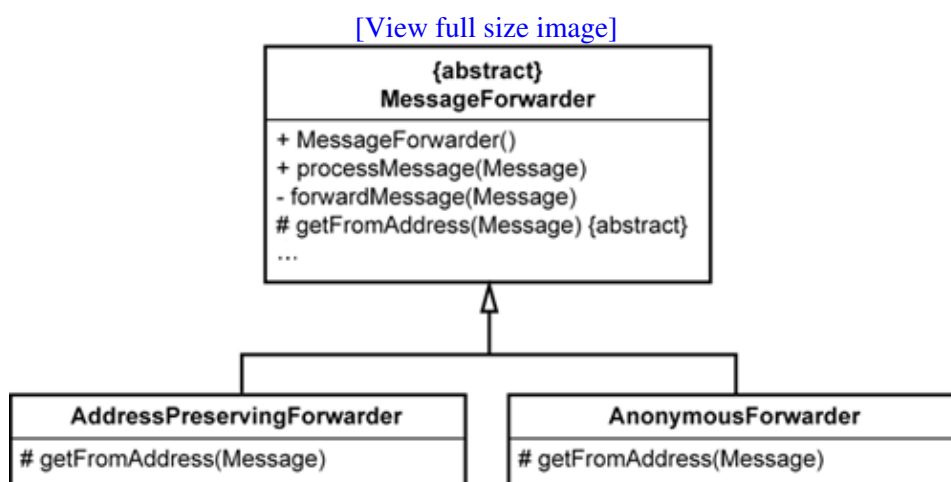 [View full size image]
{abstract}
MessageForwarder
+ MessageForwarder()
+ processMessage(Message)
- forwardMessage(Message)
# getFromAddress(Message) {abstract}
...
AddressPreservingForwarder
# getFromAddress(Message)
AnonymousForwarder
# getFromAddress(Message)